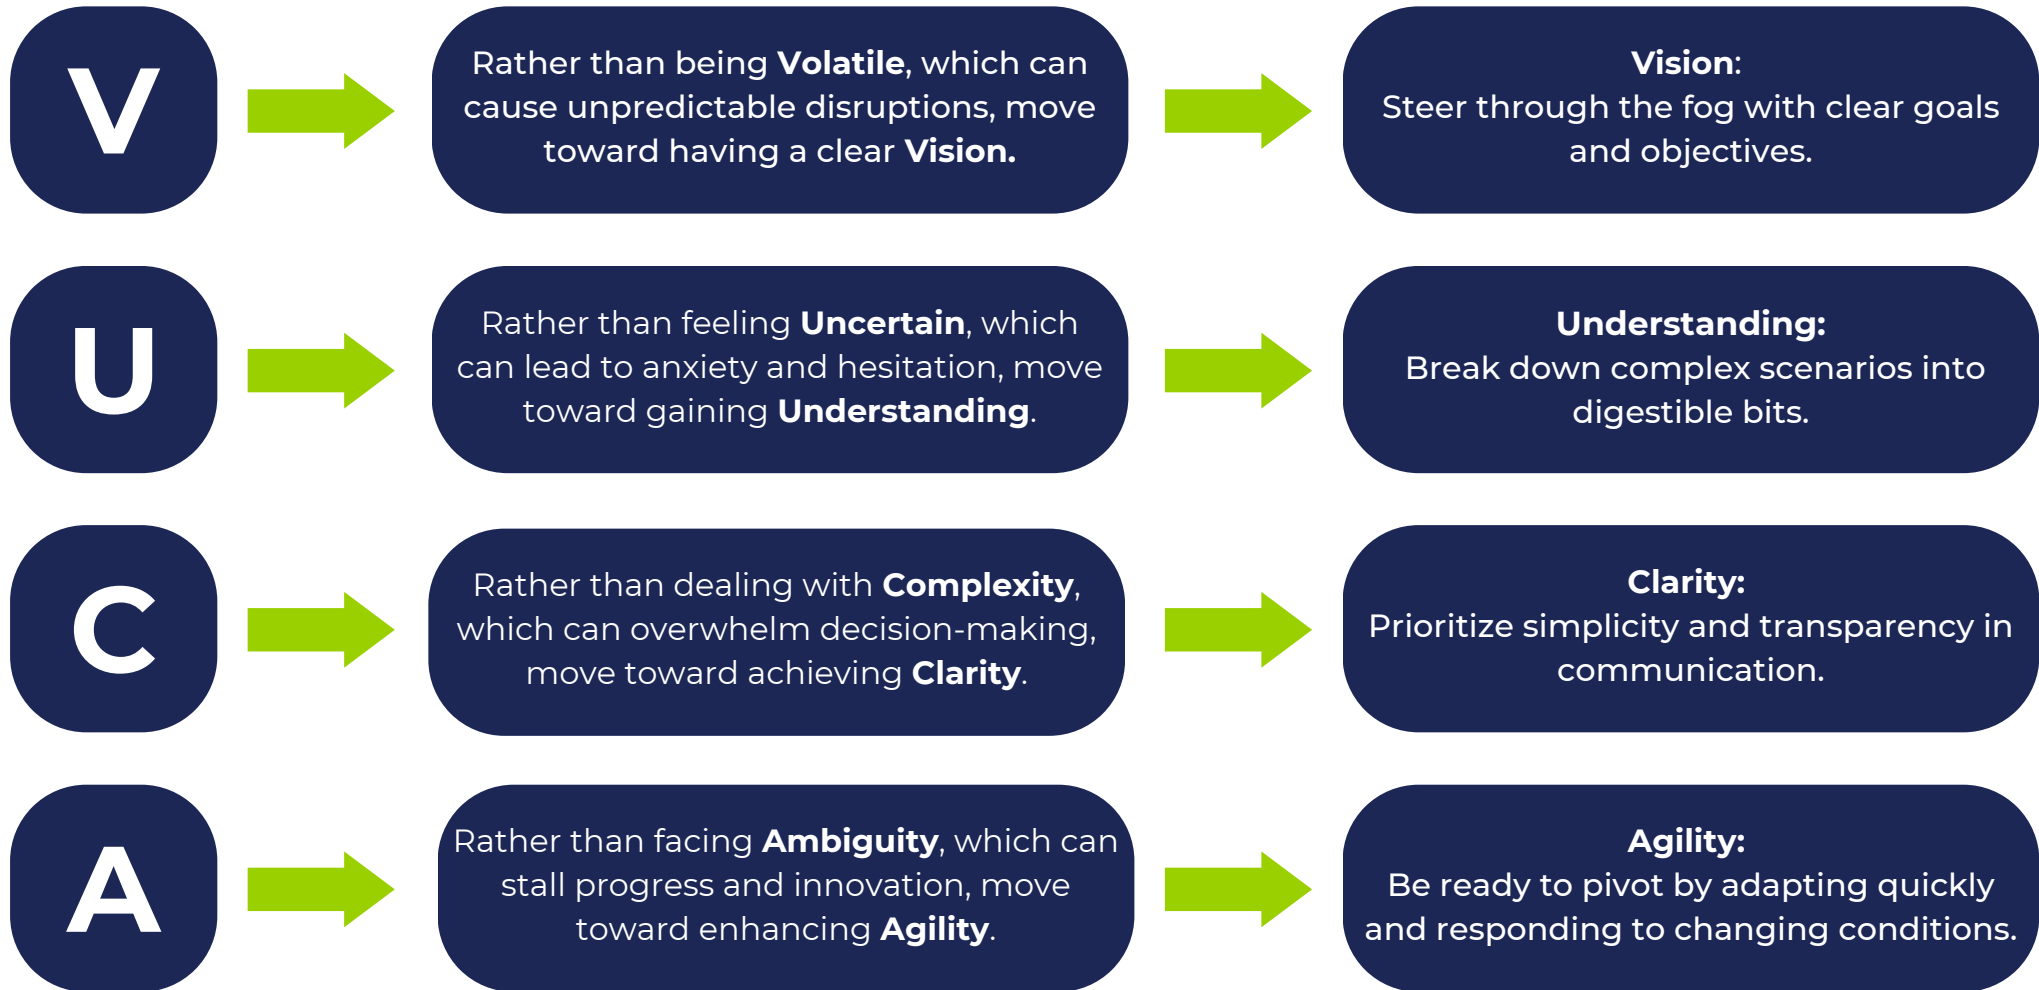 V
Rather than being Volatile, which can
cause unpredictable disruptions, move
toward having a clear Vision.
Vision:
Steer through the fog with clear goals
and objectives.
U
Rather than feeling Uncertain, which
can lead to anxiety and hesitation, move
toward gaining Understanding.
Understanding:
Break down complex scenarios into
digestible bits.
C
Rather than dealing with Complexity,
which can overwhelm decision-making,
move toward achieving Clarity.
Clarity:
Prioritize simplicity and transparency in
communication.
A
Rather than facing Ambiguity, which can
stall progress and innovation, move
toward enhancing Agility.
Agility:
Be ready to pivot by adapting quickly
and responding to changing conditions.